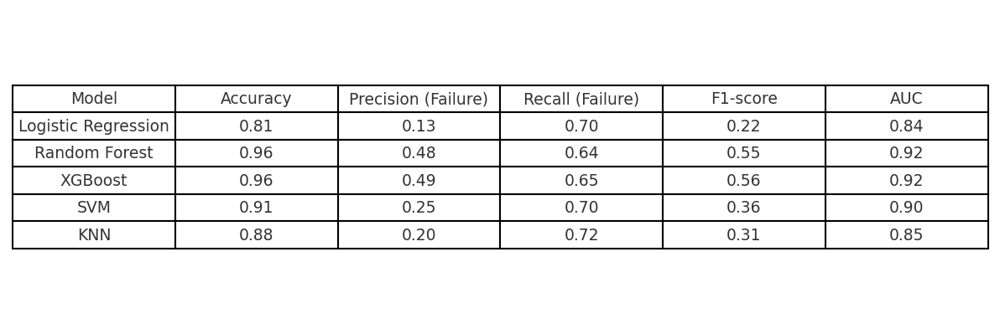 Model Accuracy Precision (Failure) Recall (Failure) F1-score AUC
Logistic Regression 0.81 0.13 0.70 0.22 0.84
Random Forest 0.96 0.48 0.64 0.55 0.92
XGBoost 0.96 0.49 0.65 0.56 0.92
SVM 0.91 0.25 0.70 0.36 0.90
KNN 0.88 0.20 0.72 0.31 0.85